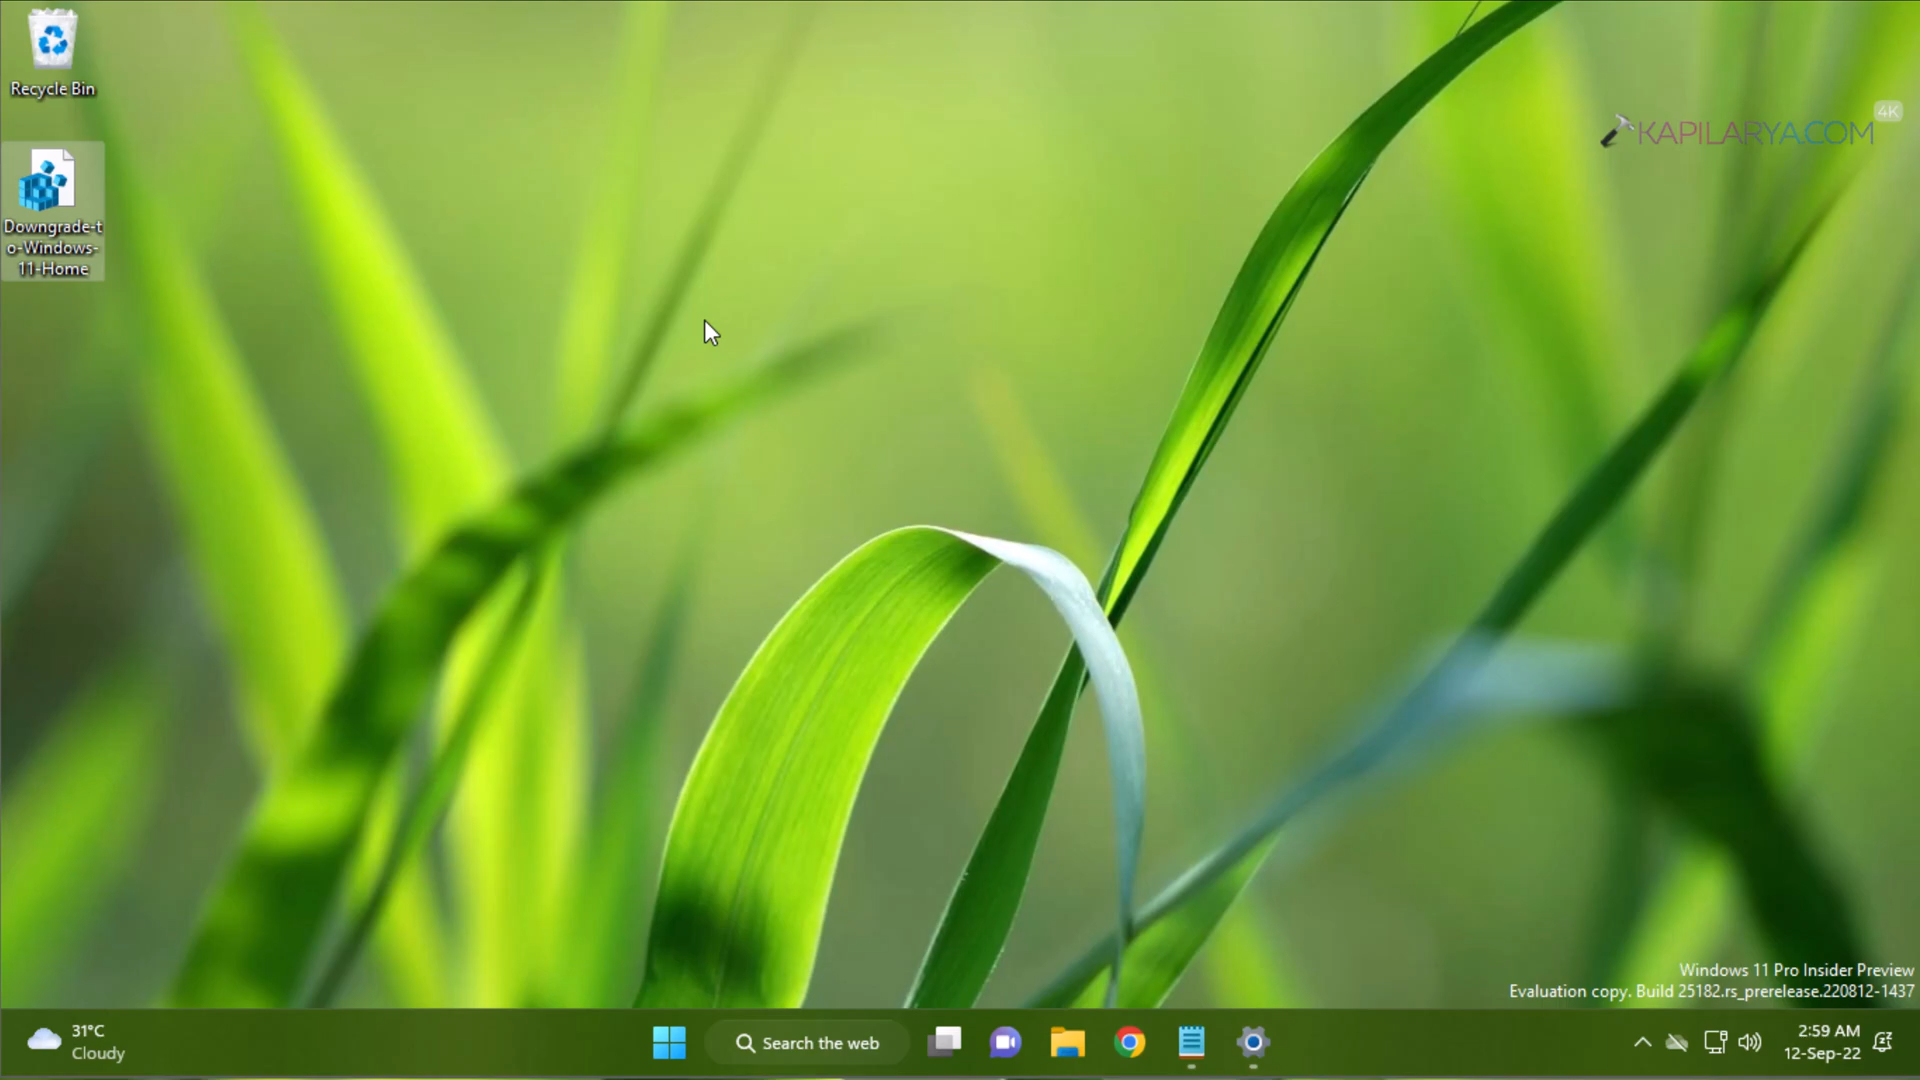 Recycle Bin
Downgrade-t
o-Windows-
11-Home
4K
KAPILARYA.COM
Windows 11 Pro Insider Preview
Evaluation copy. Build 25182.rs_prerelease.220812-1437
31°C
Cloudy
Search the web
2:59 AM
12-Sep-22